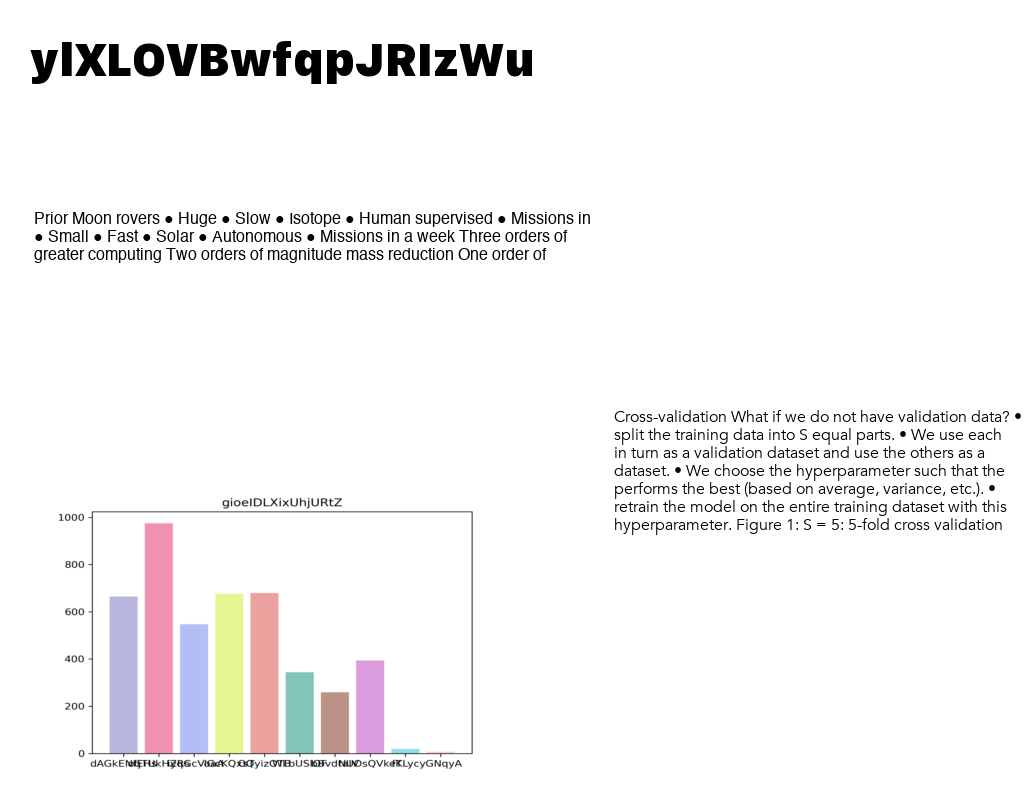 ylXLOVBwfqpJRIzWu
Prior Moon rovers ● Huge ● Slow ● Isotope ● Human supervised ● Missions in
● Small ● Fast ● Solar ● Autonomous ● Missions in a week Three orders of
greater computing Two orders of magnitude mass reduction One order of
Cross-validation What if we do not have validation data? •
split the training data into S equal parts. • We use each
in turn as a validation dataset and use the others as a
dataset. • We choose the hyperparameter such that the
performs the best (based on average, variance, etc.). •
retrain the model on the entire training dataset with this
hyperparameter. Figure 1: S = 5: 5-fold cross validation
gioeIDLXixUhjURtZ
1000
800
600
400
200
0